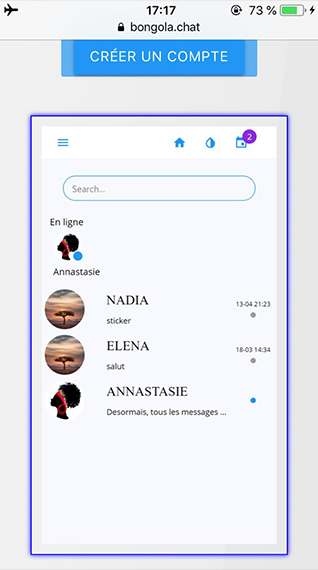 17:17
73 %
bongola.chat
CRÉER UN COMPTE
2
Search...
En ligne
Annastasie
NADIA
13-04 21:23
sticker
ELENA
18-03 14:34
salut
ANNASTASIE
Desormais, tous les messages ...